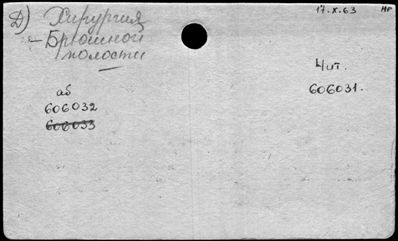 Д) Хирургия
17.X.63
НР
- Брюшной
полости
Чит.
аб
606031.
606032
606033